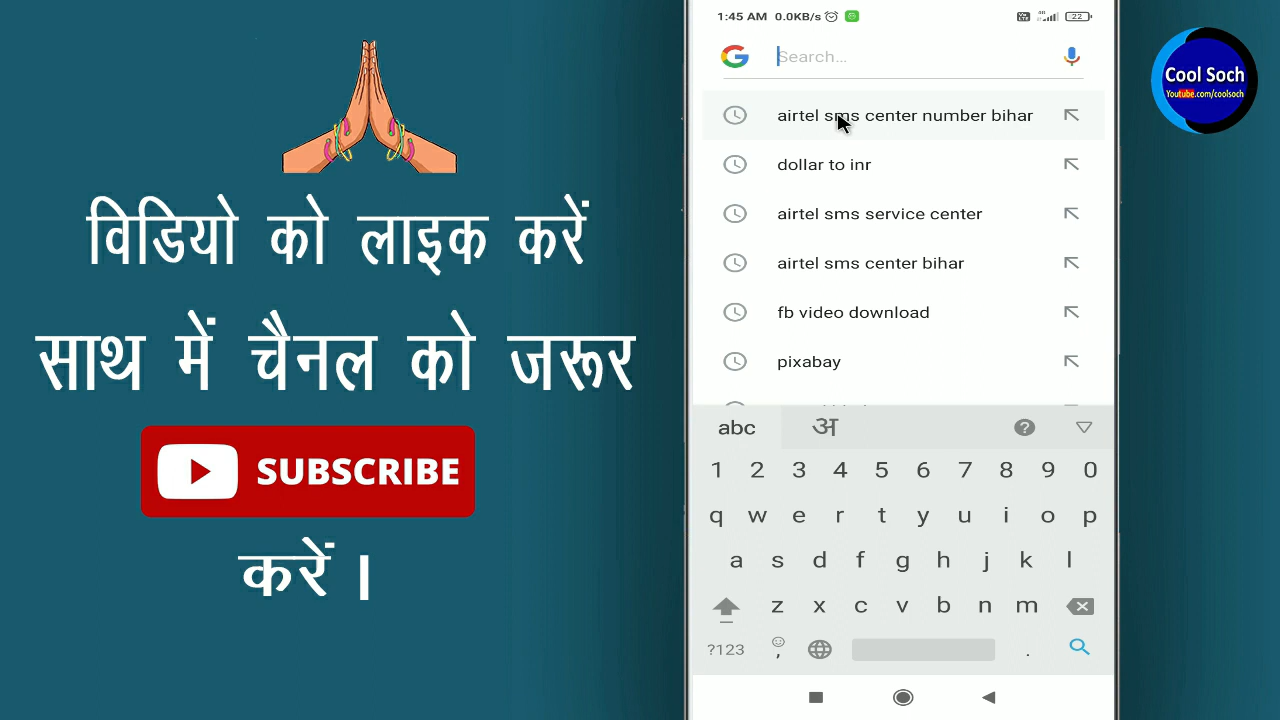 विडियो को लाइक करें
साथ में चैनल को जरूर
SUBSCRIBE
करें ।
1:45 AM 0.0KB/s
22
Search...
airtel sms center number bihar
dollar to inr
airtel sms service center
airtel sms center bihar
fb video download
pixabay
abc अ ?
1 2 3 4 5 6 7 8 9 0
q w e r t y u i o p
a s d f g h j k l
z x c v b n m
?123 , .
Cool Soch
Youtube.com/coolsoch